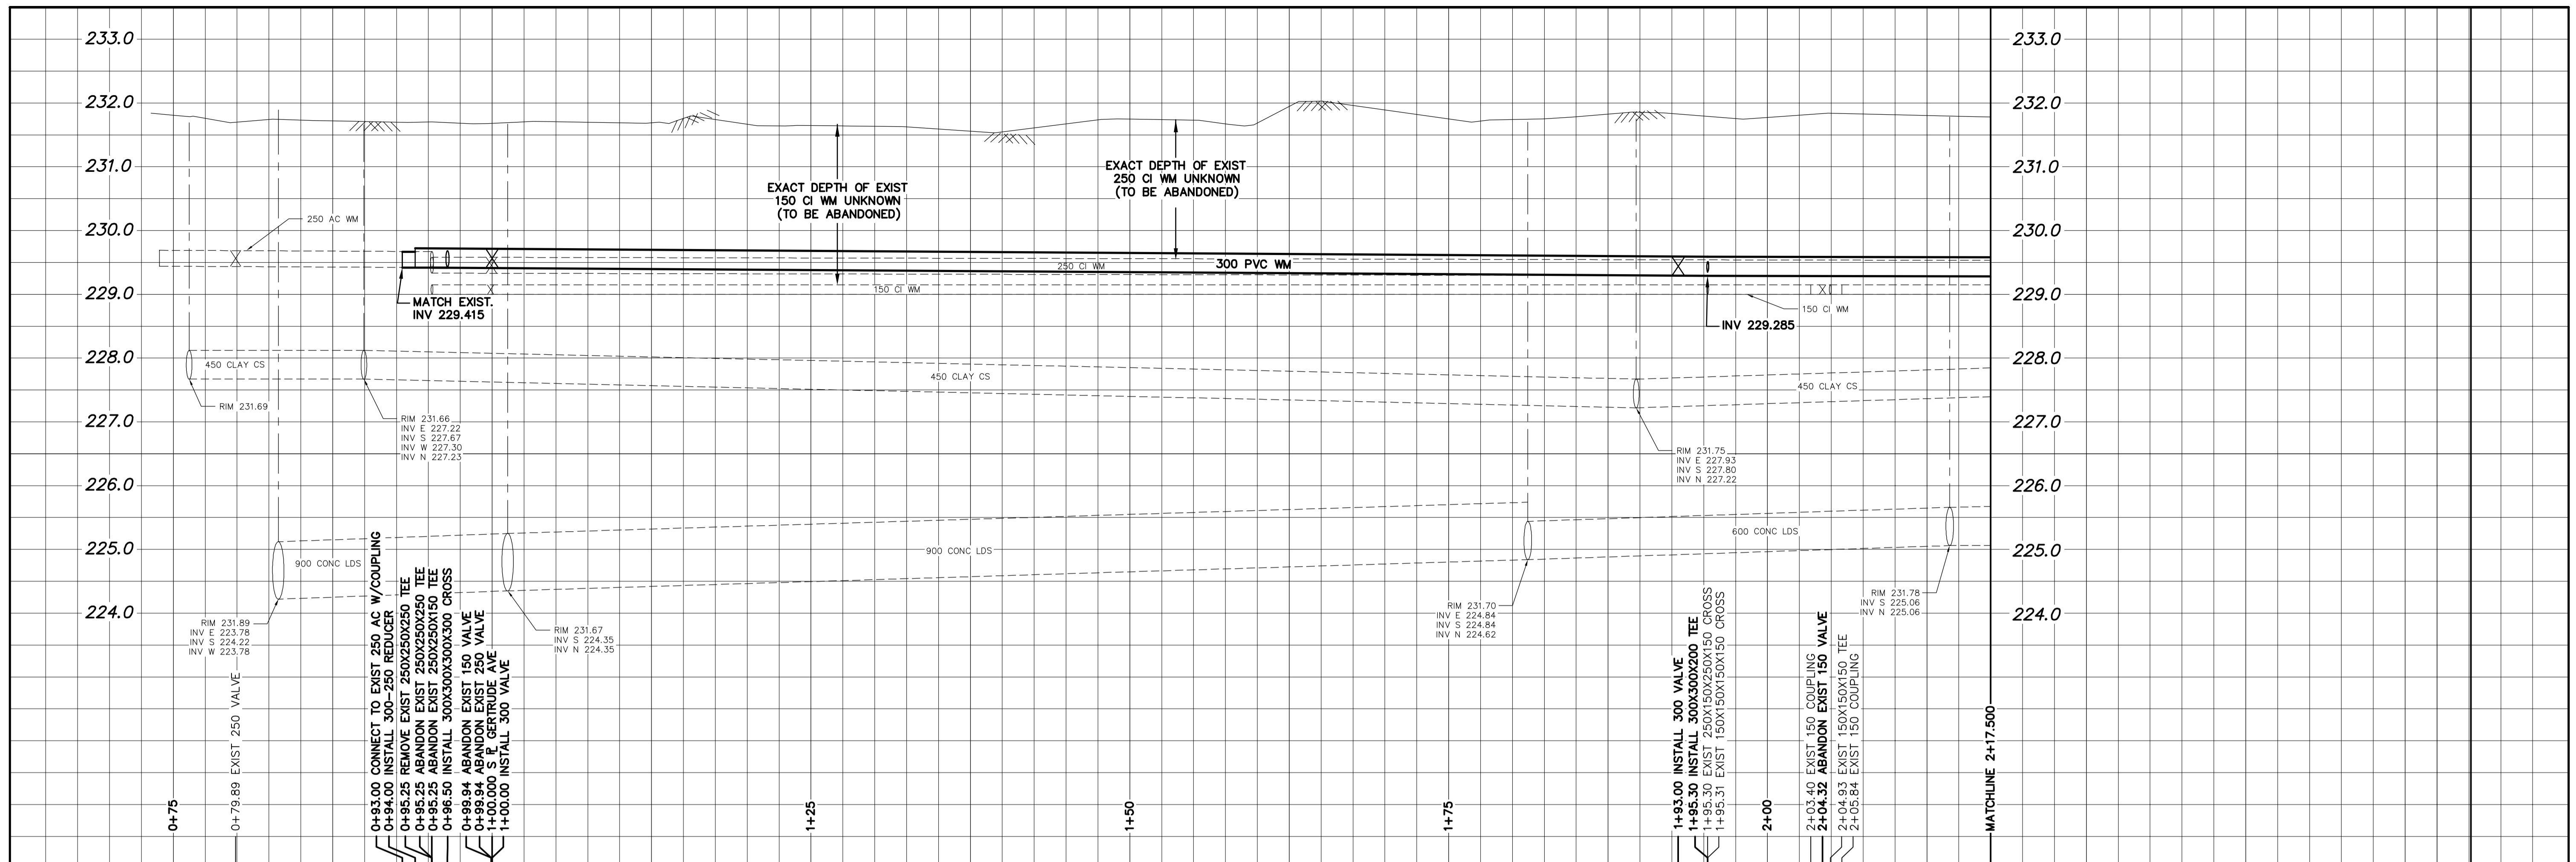 233.0
233.0
232.0
232.0
231.0
231.0
230.0
230.0
229.0
229.0
228.0
228.0
227.0
227.0
226.0
226.0
225.0
225.0
224.0
224.0
250 AC WM
EXACT DEPTH OF EXIST
150 CI WM UNKNOWN
(TO BE ABANDONED)
EXACT DEPTH OF EXIST
250 CI WM UNKNOWN
(TO BE ABANDONED)
250 CI WM
300 PVC WM
150 CI WM
MATCH EXIST.
INV 229.415
150 CI WM
INV 229.285
450 CLAY CS
450 CLAY CS
450 CLAY CS
RIM 231.69
RIM 231.66
INV E 227.22
INV S 227.67
INV W 227.30
INV N 227.23
RIM 231.75
INV E 227.93
INV S 227.80
INV N 227.22
900 CONC LDS
900 CONC LDS
600 CONC LDS
RIM 231.89
INV E 223.78
INV S 224.22
INV W 223.78
RIM 231.67
INV S 224.35
INV N 224.35
RIM 231.70
INV E 224.84
INV S 224.84
INV N 224.62
RIM 231.78
INV S 225.06
INV N 225.06
0+75
0+79.89 EXIST 250 VALVE
0+93.00 CONNECT TO EXIST 250 AC W/COUPLING
0+94.00 INSTALL 300-250 REDUCER
0+95.25 REMOVE EXIST 250X250X250 TEE
0+95.25 ABANDON EXIST 250X250X250 TEE
0+95.25 ABANDON EXIST 250X250X150 TEE
0+96.50 INSTALL 300X300X300X300 CROSS
0+99.94 ABANDON EXIST 150 VALVE
0+99.94 ABANDON EXIST 250 VALVE
1+00.000 S PL GERTRUDE AVE
1+00.00 INSTALL 300 VALVE
1+25
1+50
1+75
1+93.00 INSTALL 300 VALVE
1+95.30 INSTALL 300X300X200 TEE
1+95.30 EXIST 250X150X250X150 CROSS
1+95.31 EXIST 150X150X150X150 CROSS
2+00
2+03.40 EXIST 150 COUPLING
2+04.32 ABANDON EXIST 150 VALVE
2+04.93 EXIST 150X150X150 TEE
2+05.84 EXIST 150 COUPLING
MATCHLINE 2+17.500